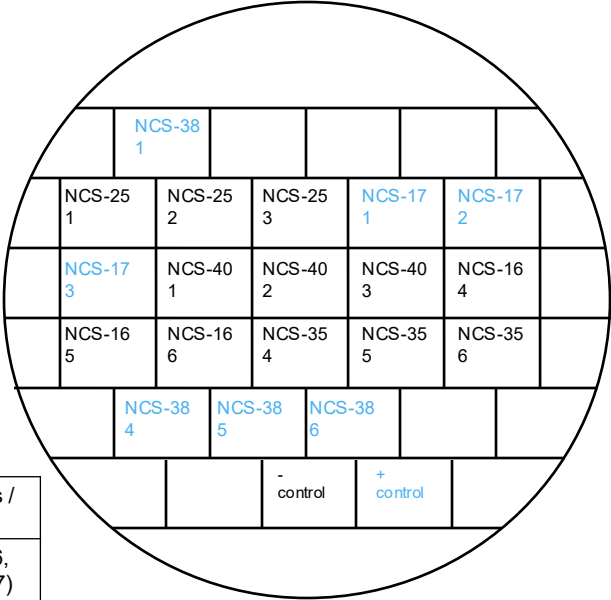 NCS-38
1
NCS-25
1
NCS-25
2
NCS-25
3
NCS-17
1
NCS-17
2
NCS-17
3
NCS-40
1
NCS-40
2
NCS-40
3
NCS-16
4
NCS-16
5
NCS-16
6
NCS-35
4
NCS-35
5
NCS-35
6
NCS-38
4
NCS-38
5
NCS-38
6
-
control
+
control
/
7)